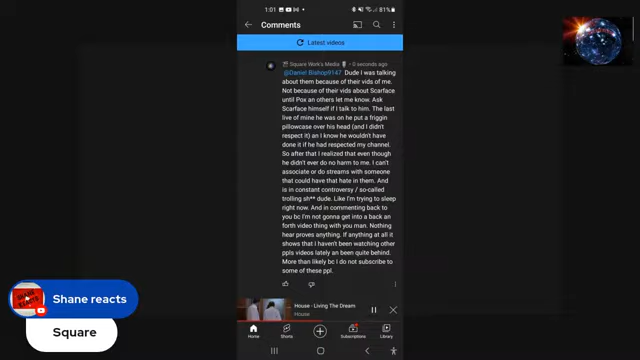 1:01
81%
Comments
Latest videos
Square Work's Media • 0 seconds ago
@Daniel Bishop9147 Dude I was talking
about them because of their vids of me.
Not because of their vids about Scarface
until Pox an others let me know. Ask
Scarface himself if I talk to him. The last
live of mine he was on he put a friggin
pillowcase over his head (and I didn't
respect it) an I know he wouldn't have
done it if he had respected my channel.
So after that I realized that even though
he didn't ever do no harm to me. I can't
associate or do streams with someone
that could have that hate in them. And
is in constant controversy / so-called
trolling sh** dude. Like I'm trying to sleep
right now. And in commenting back to
you bc I'm not gonna get into a back an
forth video thing with you man. Nothing
hear proves anything. If anything at all it
shows that I haven't been watching other
ppls videos lately an been quite behind.
More than likely bc I do not subscribe to
some of these ppl.
House - Living The Dream
House
Home
Shorts
Subscriptions
Library
Shane reacts
Square